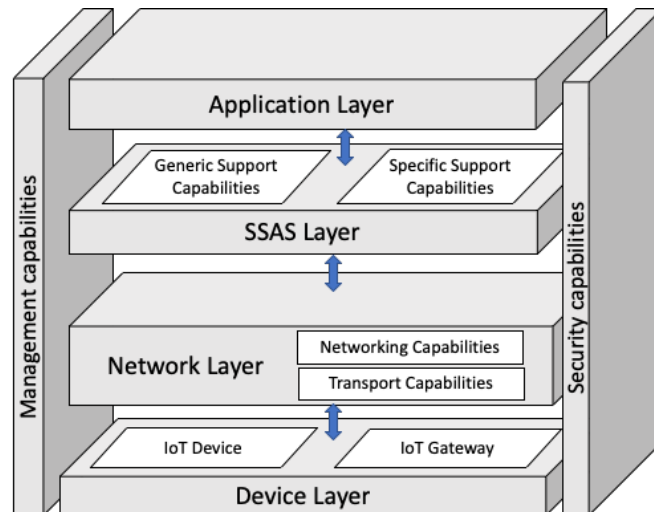 Application Layer
Generic Support
Capabilities
Specific Support
Capabilities
SSAS Layer
Network Layer
Networking Capabilities
Transport Capabilities
IoT Device
IoT Gateway
Device Layer
Management capabilities
Security capabilities